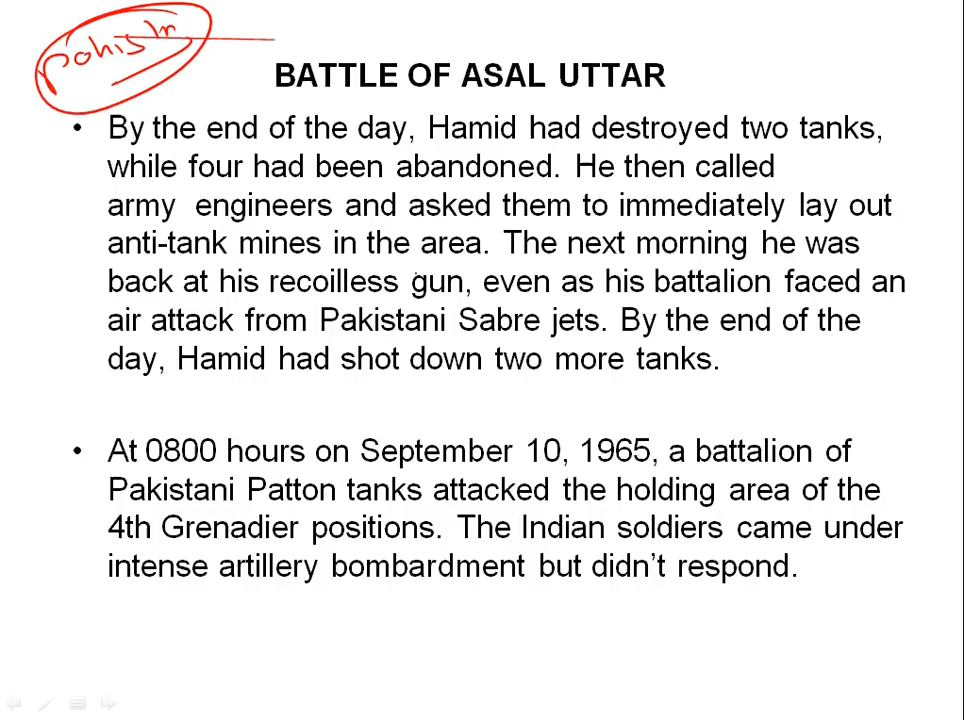 BATTLE OF ASAL UTTAR
• By the end of the day, Hamid had destroyed two tanks,
while four had been abandoned. He then called
army engineers and asked them to immediately lay out
anti-tank mines in the area. The next morning he was
back at his recoilless gun, even as his battalion faced an
air attack from Pakistani Sabre jets. By the end of the
day, Hamid had shot down two more tanks.
• At 0800 hours on September 10, 1965, a battalion of
Pakistani Patton tanks attacked the holding area of the
4th Grenadier positions. The Indian soldiers came under
intense artillery bombardment but didn’t respond.